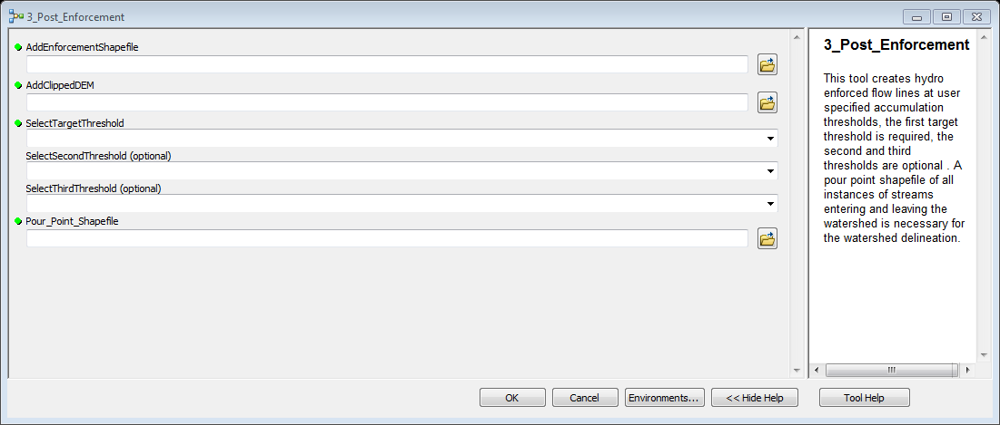 3_Post_Enforcement
AddEnforcementShapefile
AddClippedDEM
SelectTargetThreshold
SelectSecondThreshold (optional)
SelectThirdThreshold (optional)
Pour_Point_Shapefile
3_Post_Enforcement
This tool creates hydro
enforced flow lines at user
specified accumulation
thresholds, the first target
threshold is required, the
second and third
thresholds are optional . A
pour point shapefile of all
instances of streams
entering and leaving the
watershed is necessary for
the watershed delineation.
OK
Cancel
Environments...
<< Hide Help
Tool Help